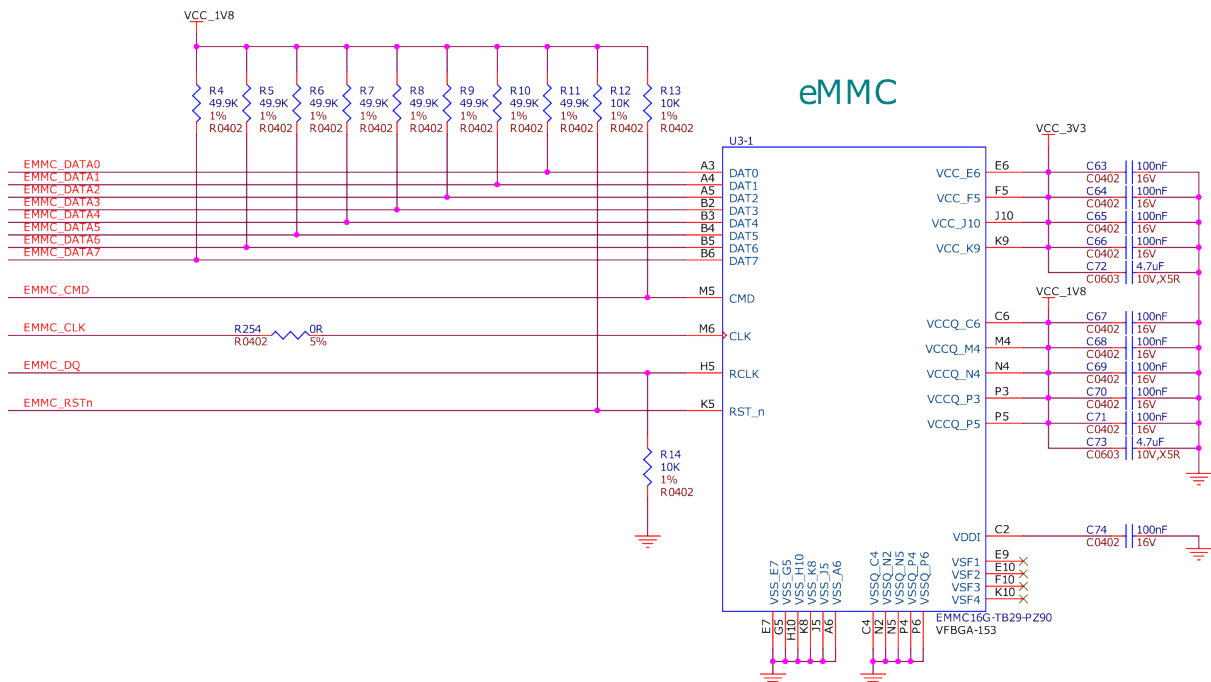 VCC_1V8
R4
49.9K
1%
R0402
R5
49.9K
1%
R0402
R6
49.9K
1%
R0402
R7
49.9K
1%
R0402
R8
49.9K
1%
R0402
R9
49.9K
1%
R0402
R10
49.9K
1%
R0402
R11
49.9K
1%
R0402
R12
10K
1%
R0402
R13
10K
1%
R0402
eMMC
U3-1
EMMC_DATA0
EMMC_DATA1
EMMC_DATA2
EMMC_DATA3
EMMC_DATA4
EMMC_DATA5
EMMC_DATA6
EMMC_DATA7
EMMC_CMD
EMMC_CLK
R254
R0402
0R
5%
EMMC_DQ
EMMC_RSTn
R14
10K
1%
R0402
A3 DAT0
A4 DAT1
A5 DAT2
B2 DAT3
B3 DAT4
B4 DAT5
B5 DAT6
B6 DAT7
M5 CMD
M6 CLK
H5 RCLK
K5 RST_n
VCC_3V3
VCC_E6 E6
VCC_F5 F5
VCC_J10 J10
VCC_K9 K9
C63 100nF
C0402 16V
C64 100nF
C0402 16V
C65 100nF
C0402 16V
C66 100nF
C0402 16V
C72 4.7uF
C0603 10V,X5R
VCC_1V8
VCCQ_C6 C6
VCCQ_M4 M4
VCCQ_N4 N4
VCCQ_P3 P3
VCCQ_P5 P5
C67 100nF
C0402 16V
C68 100nF
C0402 16V
C69 100nF
C0402 16V
C70 100nF
C0402 16V
C71 100nF
C0402 16V
C73 4.7uF
C0603 10V,X5R
VDDI C2
C74 100nF
C0402 16V
VSF1 E9
VSF2 E10
VSF3 F10
VSF4 K10
VSS_E7 E7
VSS_G5 G5
VSS_H10 H10
VSS_K8 K8
VSS_J5 J5
VSS_A6 A6
VSSQ_C4 C4
VSSQ_N2 N2
VSSQ_N5 N5
VSSQ_P4 P4
VSSQ_P6 P6
EMMC16G-TB29-PZ90
VFBGA-153